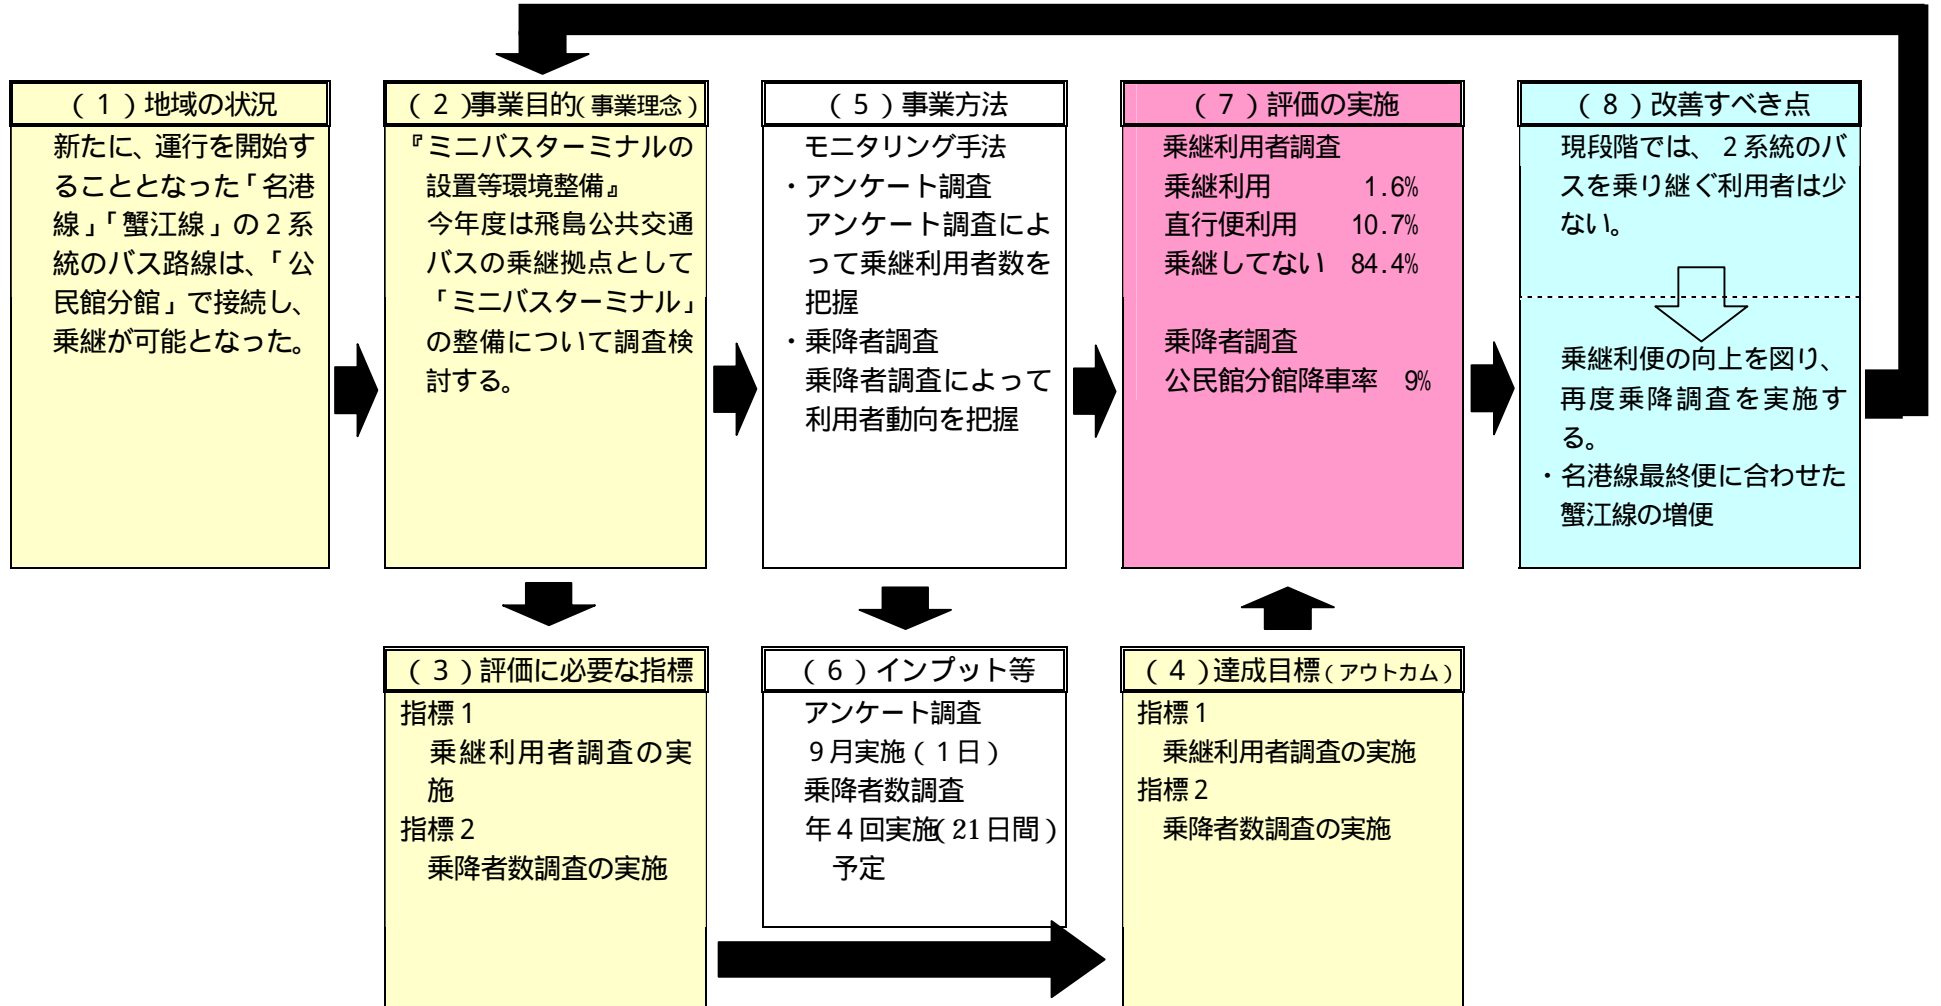 (1)地域の状況
新たに、運行を開始す
ることとなった「名港
線」「蟹江線」の2系
統のバス路線は、「公
民館分館」で接続し、
乗継が可能となった。
(2)事業目的(事業理念)
『ミニバスターミナルの
設置等環境整備』
今年度は飛島公共交通
バスの乗継拠点として
「ミニバスターミナル」
の整備について調査検
討する。
(5)事業方法
モニタリング手法
・アンケート調査
アンケート調査によ
って乗継利用者数を
把握
・乗降者調査
乗降者調査によって
利用者動向を把握
(7)評価の実施
乗継利用者調査
乗継利用 1.6%
直行便利用 10.7%
乗継してない 84.4%
乗降者調査
公民館分館降車率 9%
(8)改善すべき点
現段階では、2系統のバ
スを乗り継ぐ利用者は少
ない。
乗継利便の向上を図り、
再度乗降調査を実施す
る。
・名港線最終便に合わせた
蟹江線の増便
(3)評価に必要な指標
指標1
乗継利用者調査の実
施
指標2
乗降者数調査の実施
(6)インプット等
アンケート調査
9月実施(1日)
乗降者数調査
年4回実施(21日間)
予定
(4)達成目標(アウトカム)
指標1
乗継利用者調査の実施
指標2
乗降者数調査の実施